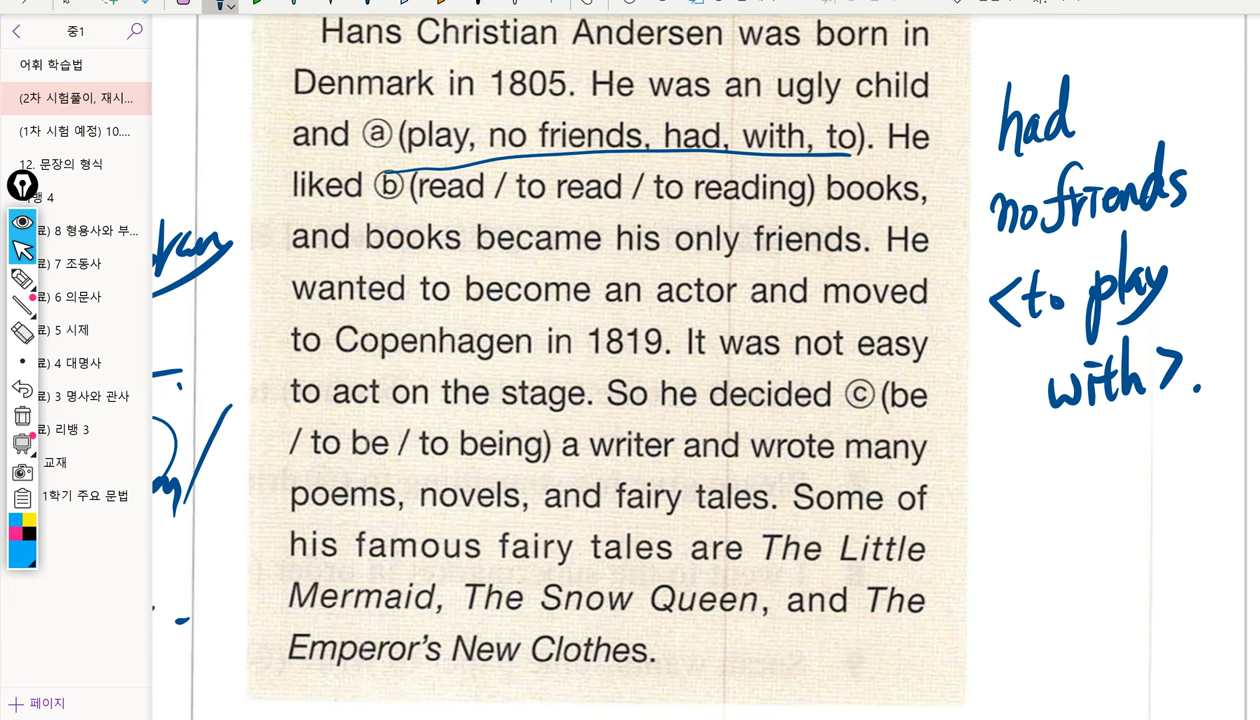 중1
어휘 학습법
(2차 시험풀이, 재시...
(1차 시험 예정) 10....
12. 문장의 형식
뱅 4
료) 8 형용사와 부...
료) 7 조동사
료) 6 의문사
료) 5 시제
료) 4 대명사
료) 3 명사와 관사
료) 리뱅 3
교재
1학기 주요 문법
페이지
Hans Christian Andersen was born in
Denmark in 1805. He was an ugly child
and ⓐ(play, no friends, had, with, to). He
liked ⓑ(read / to read / to reading) books,
and books became his only friends. He
wanted to become an actor and moved
to Copenhagen in 1819. It was not easy
to act on the stage. So he decided ⓒ(be
/ to be / to being) a writer and wrote many
poems, novels, and fairy tales. Some of
his famous fairy tales are The Little
Mermaid, The Snow Queen, and The
Emperor's New Clothes.
had
no friends
<to play
with>.